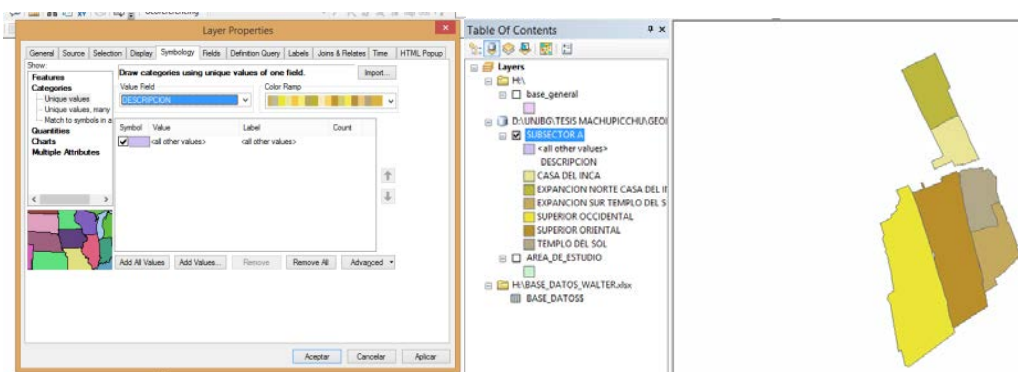 Layer Properties
General Source Selection Display Symbology Fields Definition Query Labels Joins & Relates Time HTML Popup
Show:
Features
Categories
Unique values
Unique values, many
Match to symbols in a
Quantities
Charts
Multiple Attributes
Draw categories using unique values of one field.
Import...
Value Field
DESCRIPCION
Color Ramp
Symbol Value Label Count
<all other values> <all other values>
Add All Values Add Values... Remove Remove All Advanced
Aceptar Cancelar Aplicar
Table Of Contents
Layers
H:\
base_general
D:\UNJBG\TESIS MACHUPICCHU\GEO
SUBSECTOR A
<all other values>
DESCRIPCION
CASA DEL INCA
EXPANCION NORTE CASA DEL I
EXPANCION SUR TEMPLO DEL S
SUPERIOR OCCIDENTAL
SUPERIOR ORIENTAL
TEMPLO DEL SOL
AREA_DE_ESTUDIO
H:\BASE_DATOS_WALTER.xlsx
BASE_DATOS$